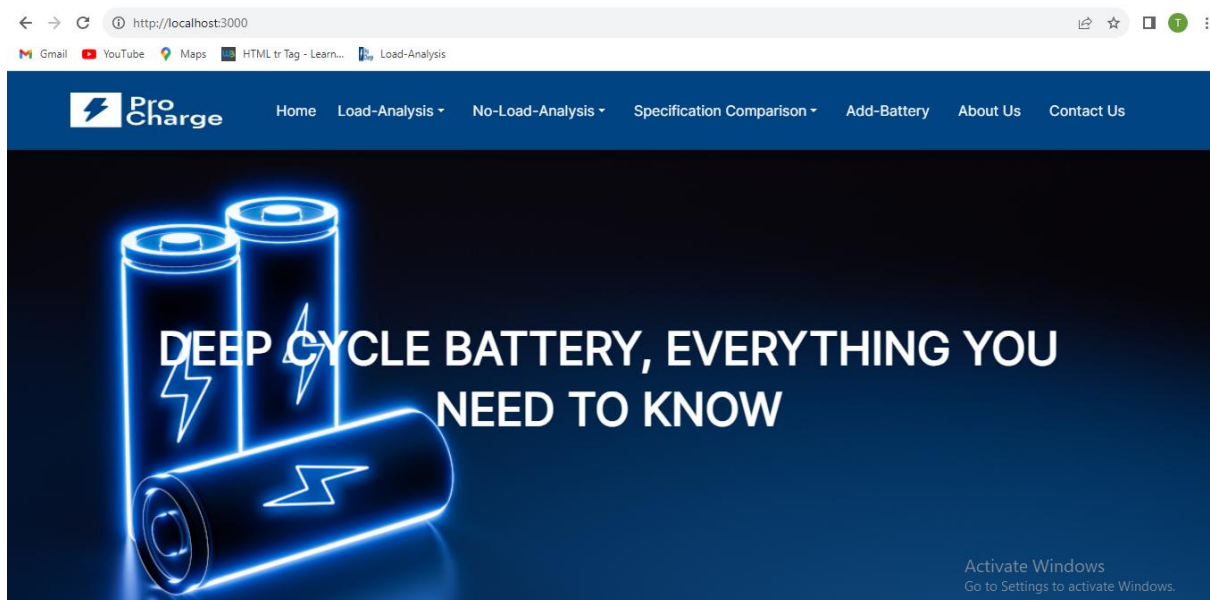 http://localhost:3000
T
Gmail YouTube Maps HTML tr Tag - Learn... Load-Analysis
Pro
Charge
Home Load-Analysis No-Load-Analysis Specification Comparison Add-Battery About Us Contact Us
DEEP CYCLE BATTERY, EVERYTHING YOU
NEED TO KNOW
Activate Windows
Go to Settings to activate Windows.